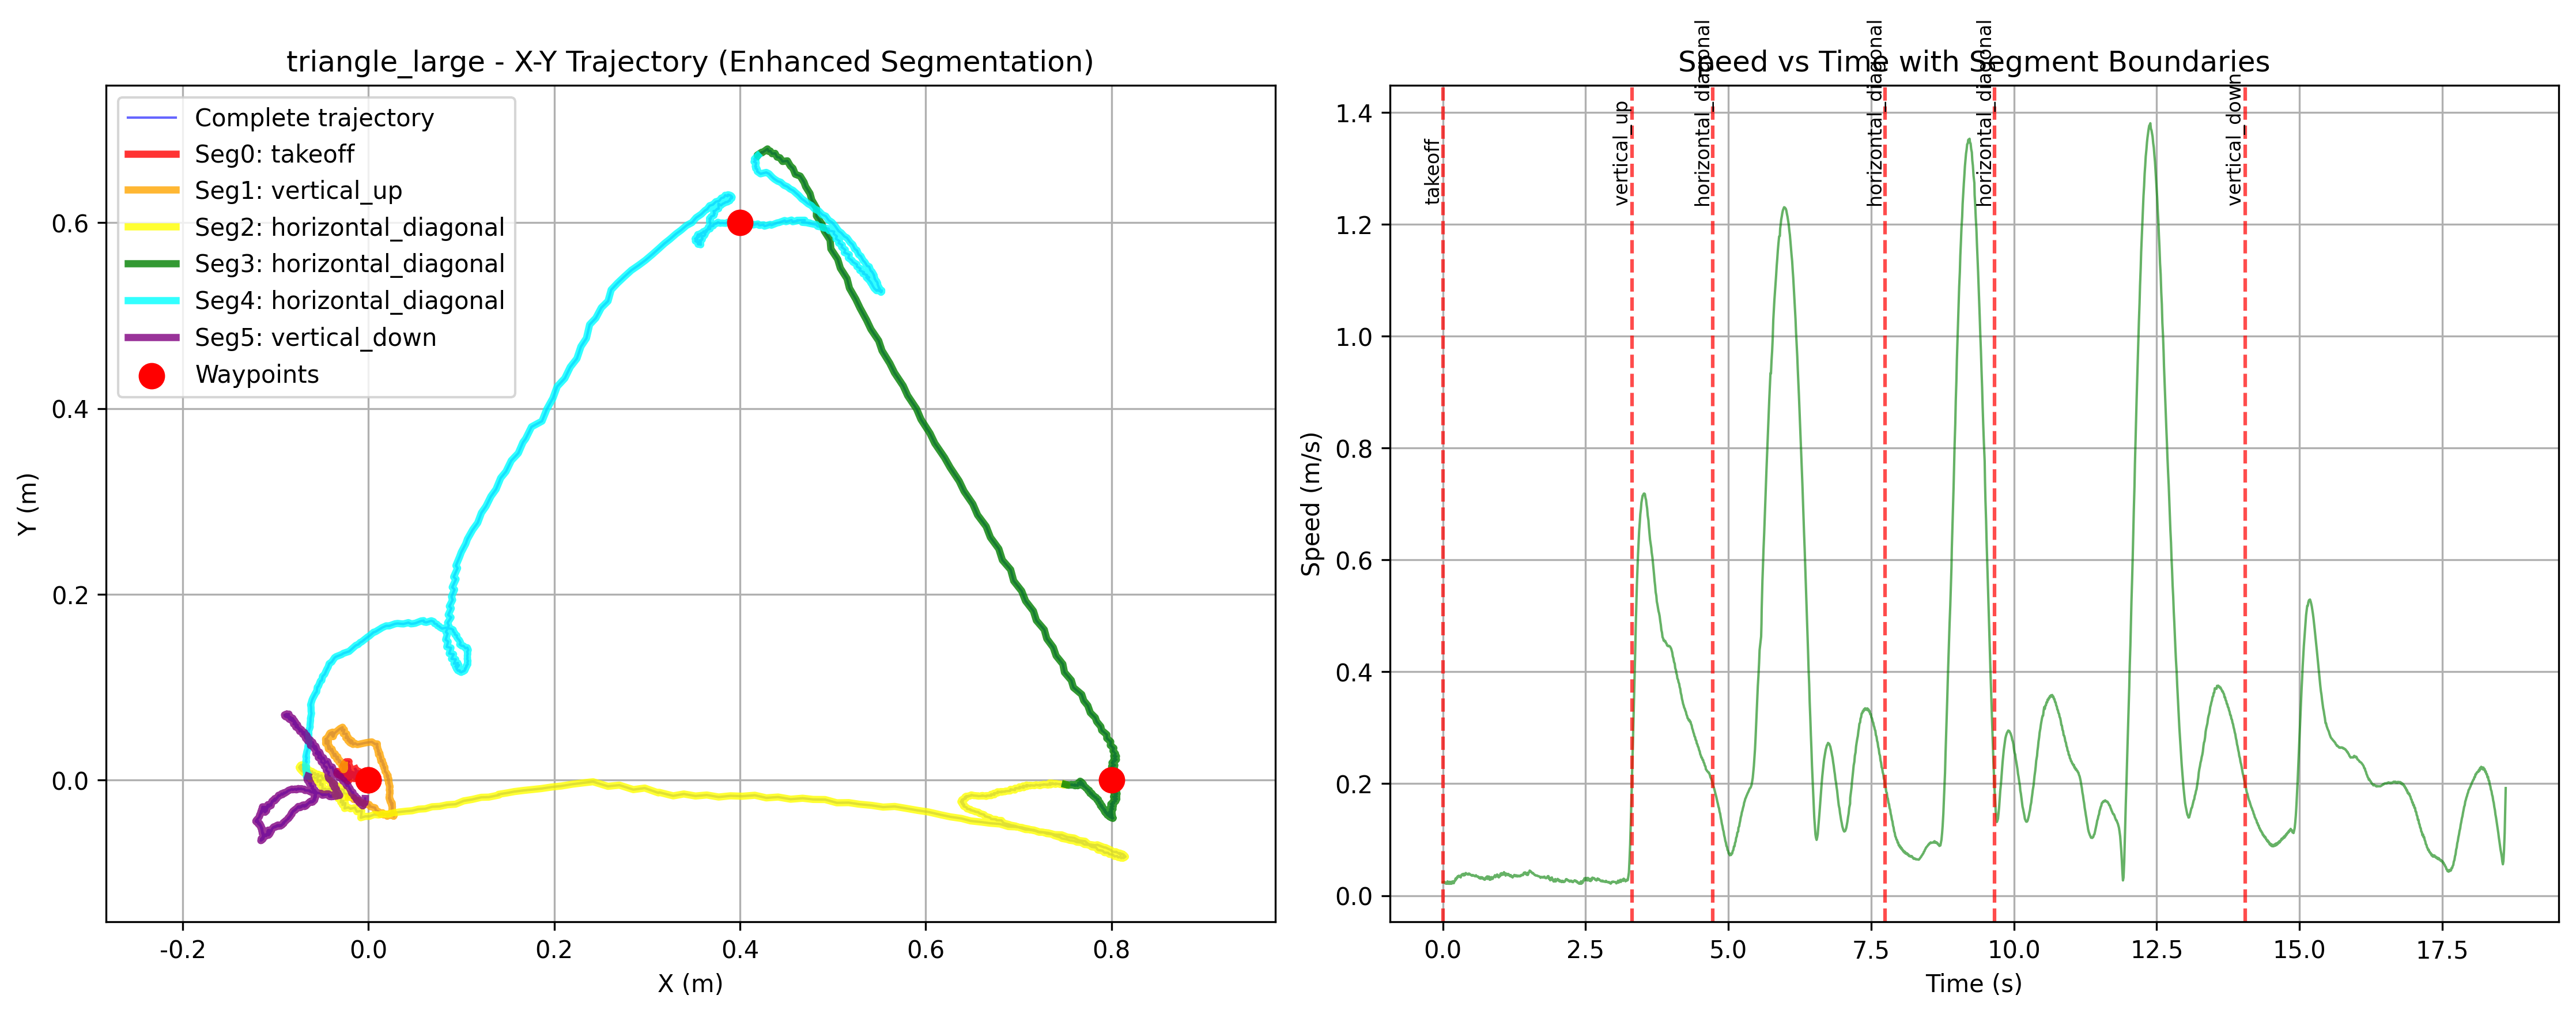 triangle_large - X-Y Trajectory (Enhanced Segmentation)
Complete trajectory
Seg0: takeoff
Seg1: vertical_up
Seg2: horizontal_diagonal
Seg3: horizontal_diagonal
Seg4: horizontal_diagonal
Seg5: vertical_down
Waypoints
Y (m)
0.6
0.4
0.2
0.0
-0.2
0.0
0.2
0.4
0.6
0.8
X (m)
Speed vs Time with Segment Boundaries
takeoff
vertical_up
horizontal_diagonal
horizontal_diagonal
horizontal_diagonal
vertical_down
Speed (m/s)
1.4
1.2
1.0
0.8
0.6
0.4
0.2
0.0
0.0
2.5
5.0
7.5
10.0
12.5
15.0
17.5
Time (s)